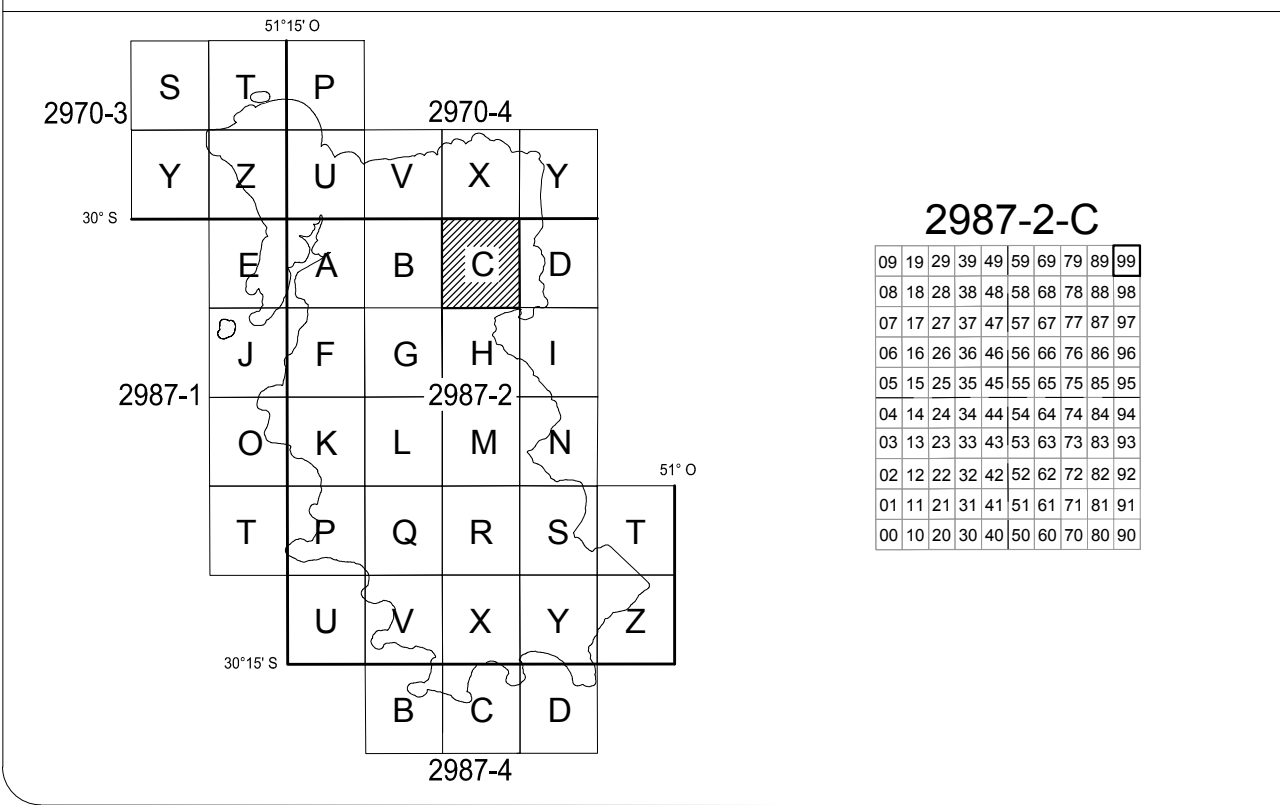 51°15' O
S T P
2970-3 2970-4
Y Z U V X Y
30° S
E A B C D
J F G H I
2987-1 2987-2
O K L M N
51° O
T P Q R S T
U V X Y Z
30°15' S
B C D
2987-4
2987-2-C
09 19 29 39 49 59 69 79 89 99
08 18 28 38 48 58 68 78 88 98
07 17 27 37 47 57 67 77 87 97
06 16 26 36 46 56 66 76 86 96
05 15 25 35 45 55 65 75 85 95
04 14 24 34 44 54 64 74 84 94
03 13 23 33 43 53 63 73 83 93
02 12 22 32 42 52 62 72 82 92
01 11 21 31 41 51 61 71 81 91
00 10 20 30 40 50 60 70 80 90